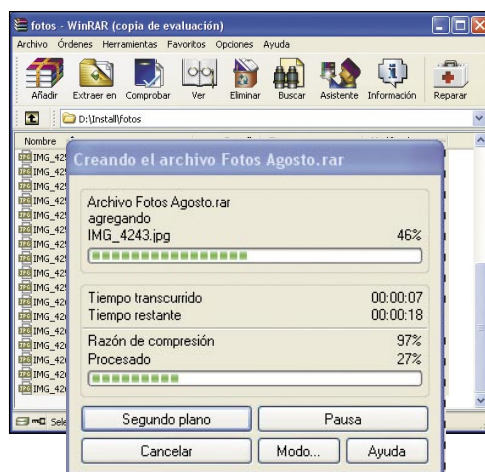 fotos - WinRAR (copia de evaluación)
Archivo Órdenes Herramientas Favoritos Opciones Ayuda
Añadir Extraer en Comprobar Ver Eliminar Buscar Asistente Información Reparar
D:\Install\fotos
Nombre
Creando el archivo Fotos Agosto.rar
Archivo Fotos Agosto.rar
agregando
IMG_4243.jpg 46%
Tiempo transcurrido 00:00:07
Tiempo restante 00:00:18
Razón de compresión 97%
Procesado 27%
Segundo plano Pausa
Cancelar Modo... Ayuda